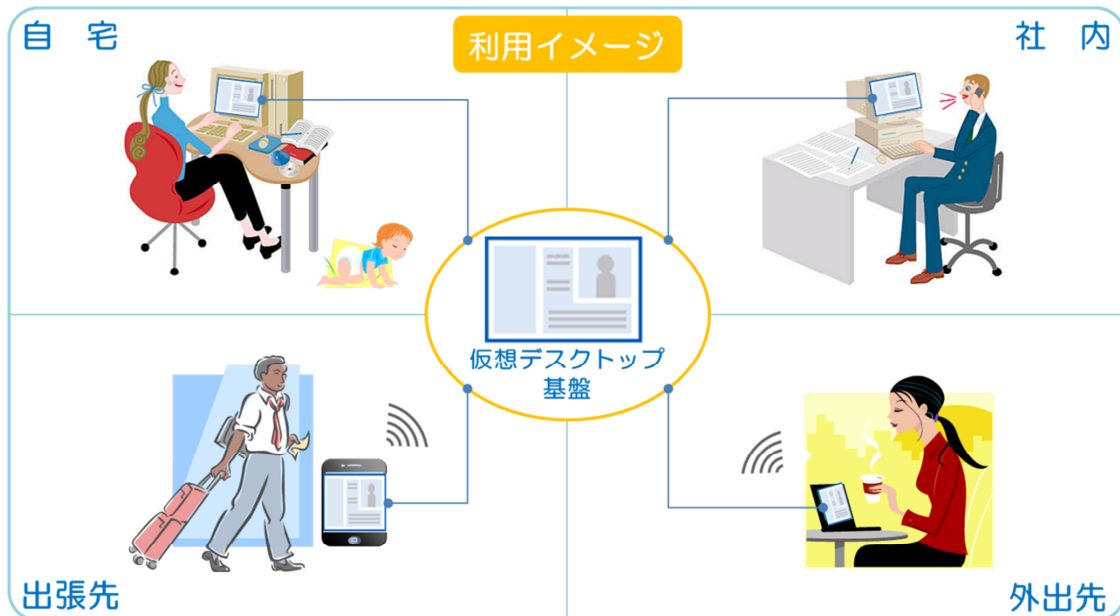 利用イメージ
自宅
社内
仮想デスクトップ
基盤
出張先
外出先